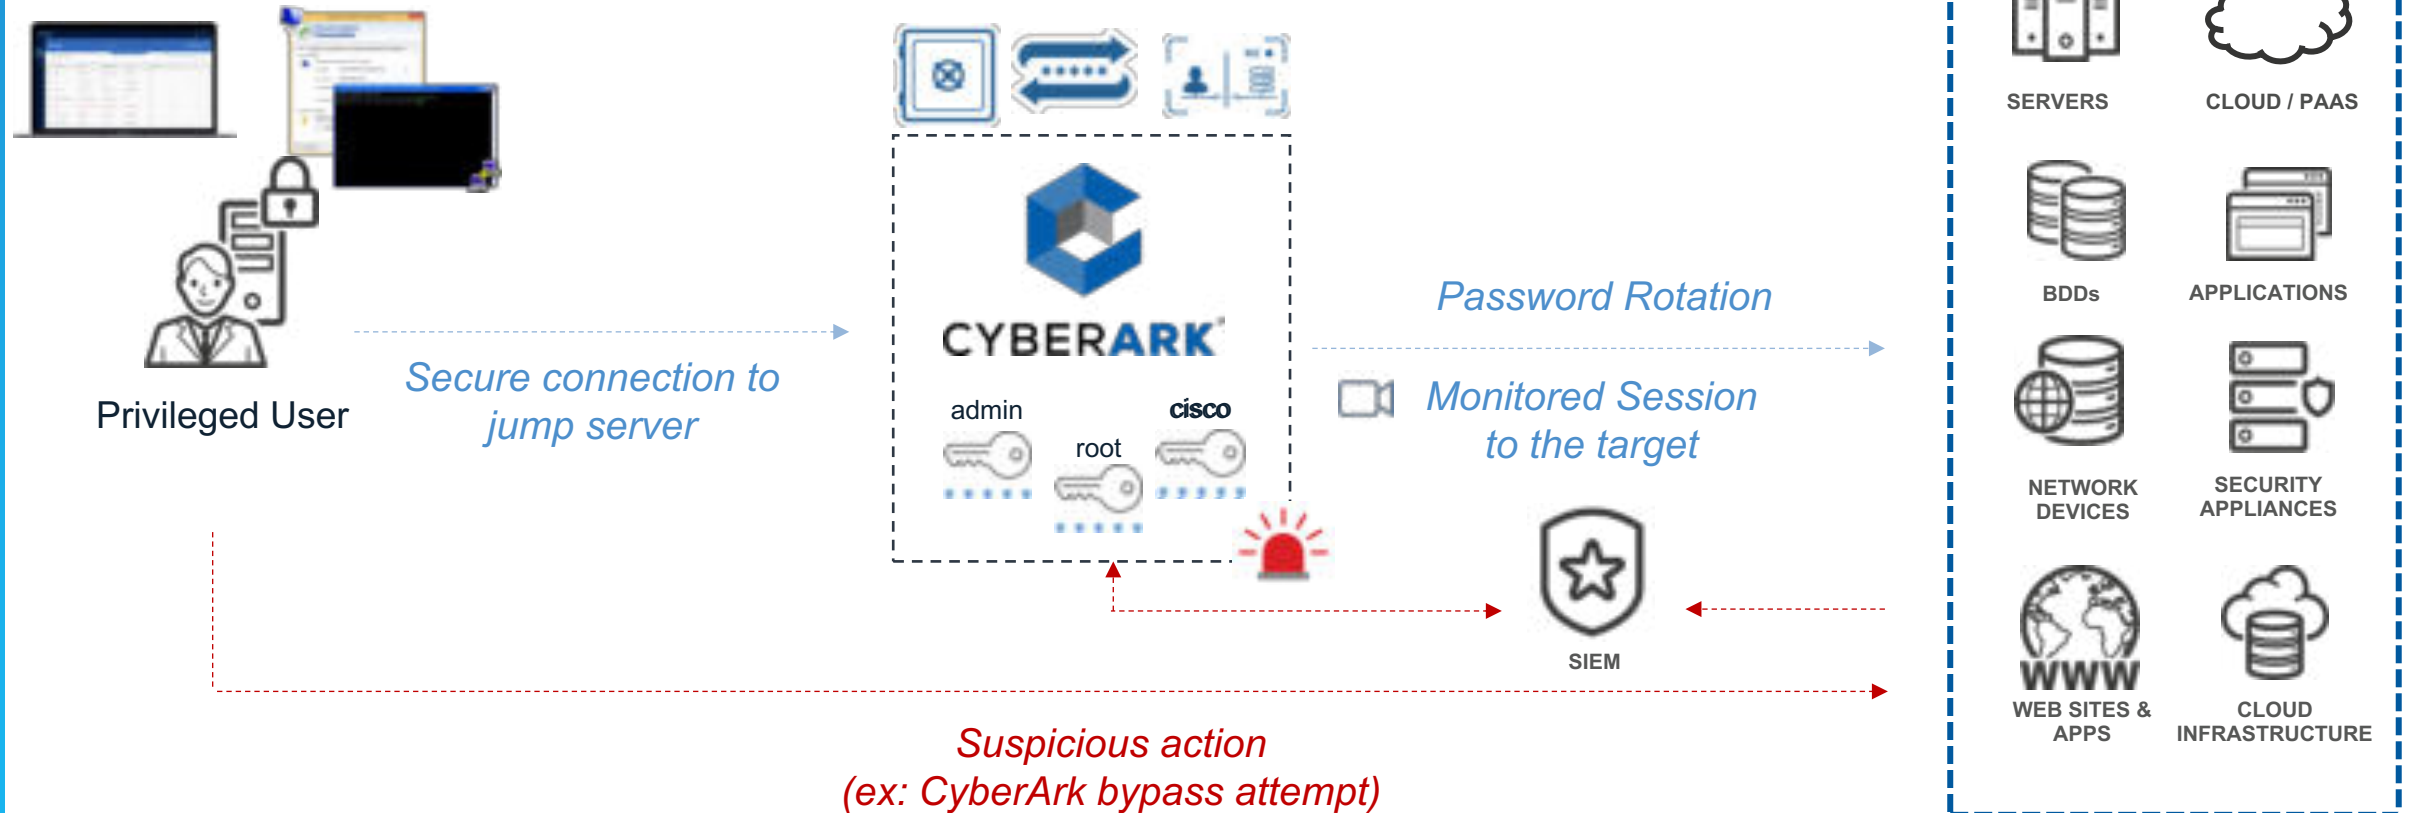 SERVERS
CLOUD / PAAS
CYBERARK
BDDs
APPLICATIONS
Password Rotation
Secure connection to
jump server
Privileged User
Monitored Session
to the target
admin
cisco
root
NETWORK
DEVICES
SECURITY
APPLIANCES
SIEM
WWW
WEB SITES &
APPS
CLOUD
INFRASTRUCTURE
Suspicious action
(ex: CyberArk bypass attempt)